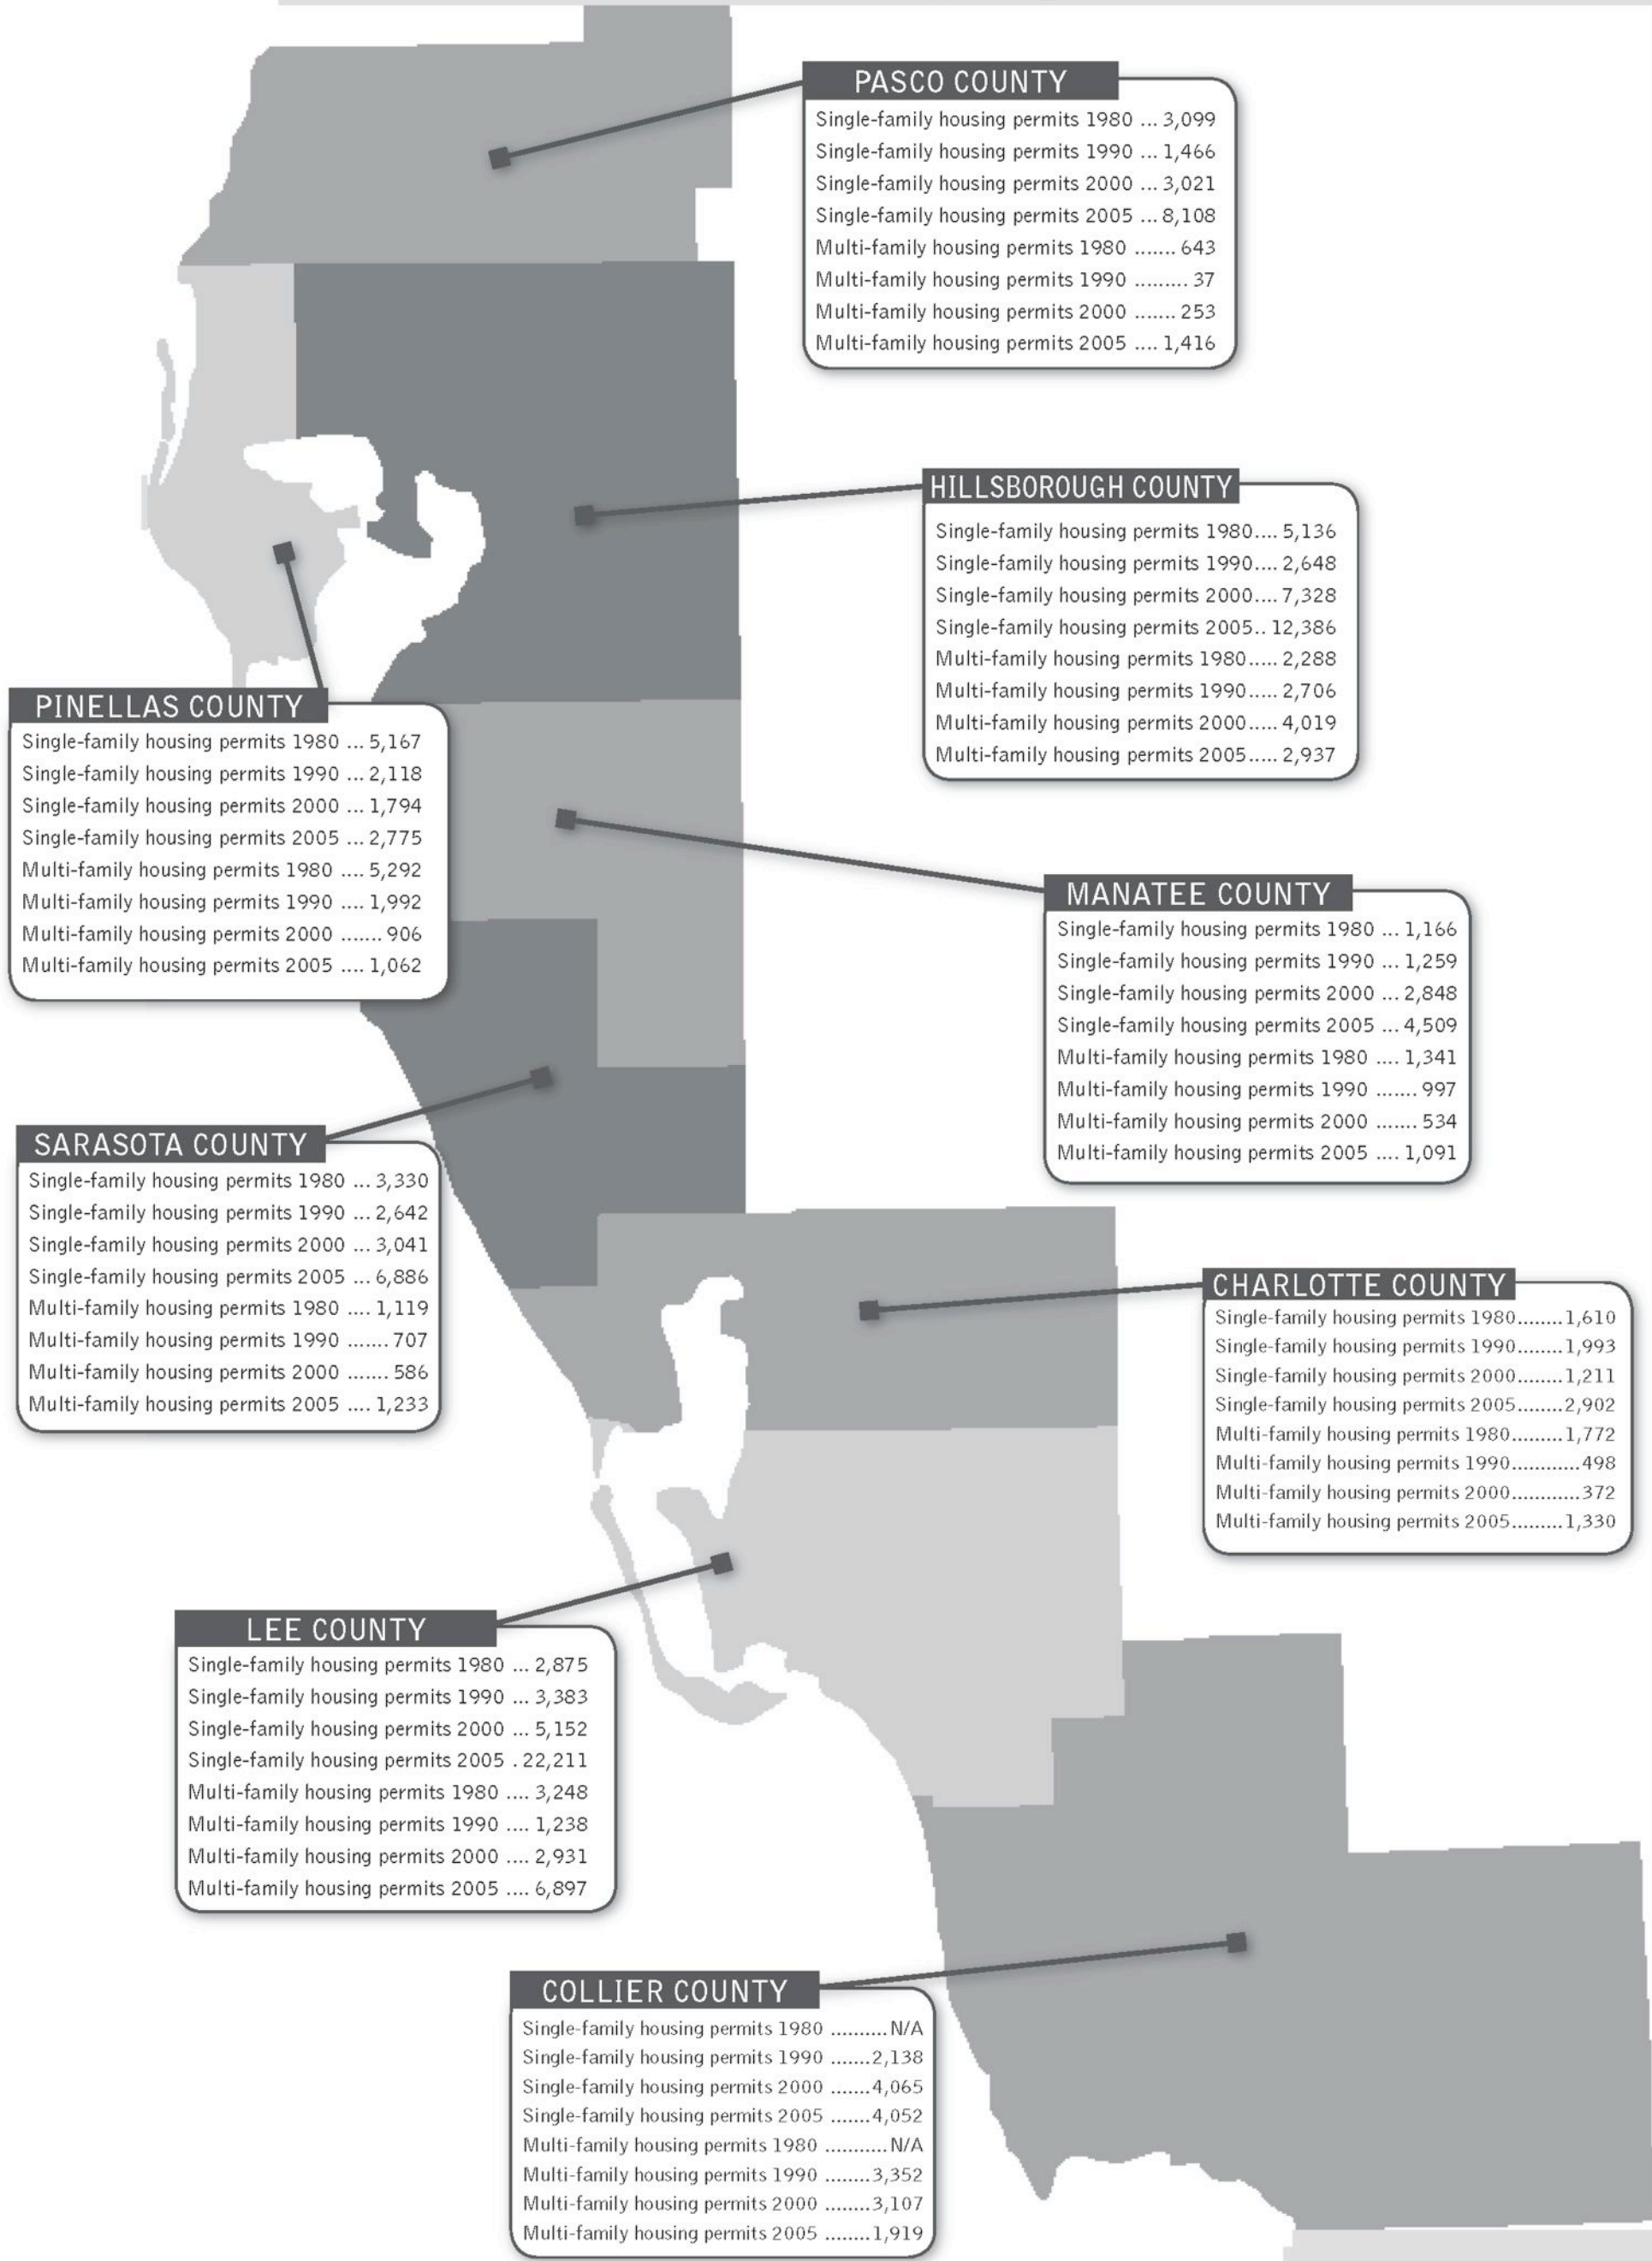 PASCO COUNTY
Single-family housing permits 1980 ... 3,099
Single-family housing permits 1990 ... 1,466
Single-family housing permits 2000 ... 3,021
Single-family housing permits 2005 ... 8,108
Multi-family housing permits 1980 ....... 643
Multi-family housing permits 1990 ......... 37
Multi-family housing permits 2000 ....... 253
Multi-family housing permits 2005 .... 1,416
HILLSBOROUGH COUNTY
Single-family housing permits 1980.... 5,136
Single-family housing permits 1990.... 2,648
Single-family housing permits 2000.... 7,328
Single-family housing permits 2005.. 12,386
Multi-family housing permits 1980..... 2,288
Multi-family housing permits 1990..... 2,706
Multi-family housing permits 2000..... 4,019
Multi-family housing permits 2005..... 2,937
PINELLAS COUNTY
Single-family housing permits 1980 ... 5,167
Single-family housing permits 1990 ... 2,118
Single-family housing permits 2000 ... 1,794
Single-family housing permits 2005 ... 2,775
Multi-family housing permits 1980 .... 5,292
Multi-family housing permits 1990 .... 1,992
Multi-family housing permits 2000 ....... 906
Multi-family housing permits 2005 .... 1,062
MANATEE COUNTY
Single-family housing permits 1980 ... 1,166
Single-family housing permits 1990 ... 1,259
Single-family housing permits 2000 ... 2,848
Single-family housing permits 2005 ... 4,509
Multi-family housing permits 1980 .... 1,341
Multi-family housing permits 1990 ....... 997
Multi-family housing permits 2000 ....... 534
Multi-family housing permits 2005 .... 1,091
SARASOTA COUNTY
Single-family housing permits 1980 ... 3,330
Single-family housing permits 1990 ... 2,642
Single-family housing permits 2000 ... 3,041
Single-family housing permits 2005 ... 6,886
Multi-family housing permits 1980 .... 1,119
Multi-family housing permits 1990 ....... 707
Multi-family housing permits 2000 ....... 586
Multi-family housing permits 2005 .... 1,233
CHARLOTTE COUNTY
Single-family housing permits 1980........1,610
Single-family housing permits 1990........1,993
Single-family housing permits 2000........1,211
Single-family housing permits 2005........2,902
Multi-family housing permits 1980.........1,772
Multi-family housing permits 1990............498
Multi-family housing permits 2000............372
Multi-family housing permits 2005.........1,330
LEE COUNTY
Single-family housing permits 1980 ... 2,875
Single-family housing permits 1990 ... 3,383
Single-family housing permits 2000 ... 5,152
Single-family housing permits 2005 . 22,211
Multi-family housing permits 1980 .... 3,248
Multi-family housing permits 1990 .... 1,238
Multi-family housing permits 2000 .... 2,931
Multi-family housing permits 2005 .... 6,897
COLLIER COUNTY
Single-family housing permits 1980 ..........N/A
Single-family housing permits 1990 .......2,138
Single-family housing permits 2000 .......4,065
Single-family housing permits 2005 .......4,052
Multi-family housing permits 1980 ...........N/A
Multi-family housing permits 1990 ........3,352
Multi-family housing permits 2000 ........3,107
Multi-family housing permits 2005 ........1,919